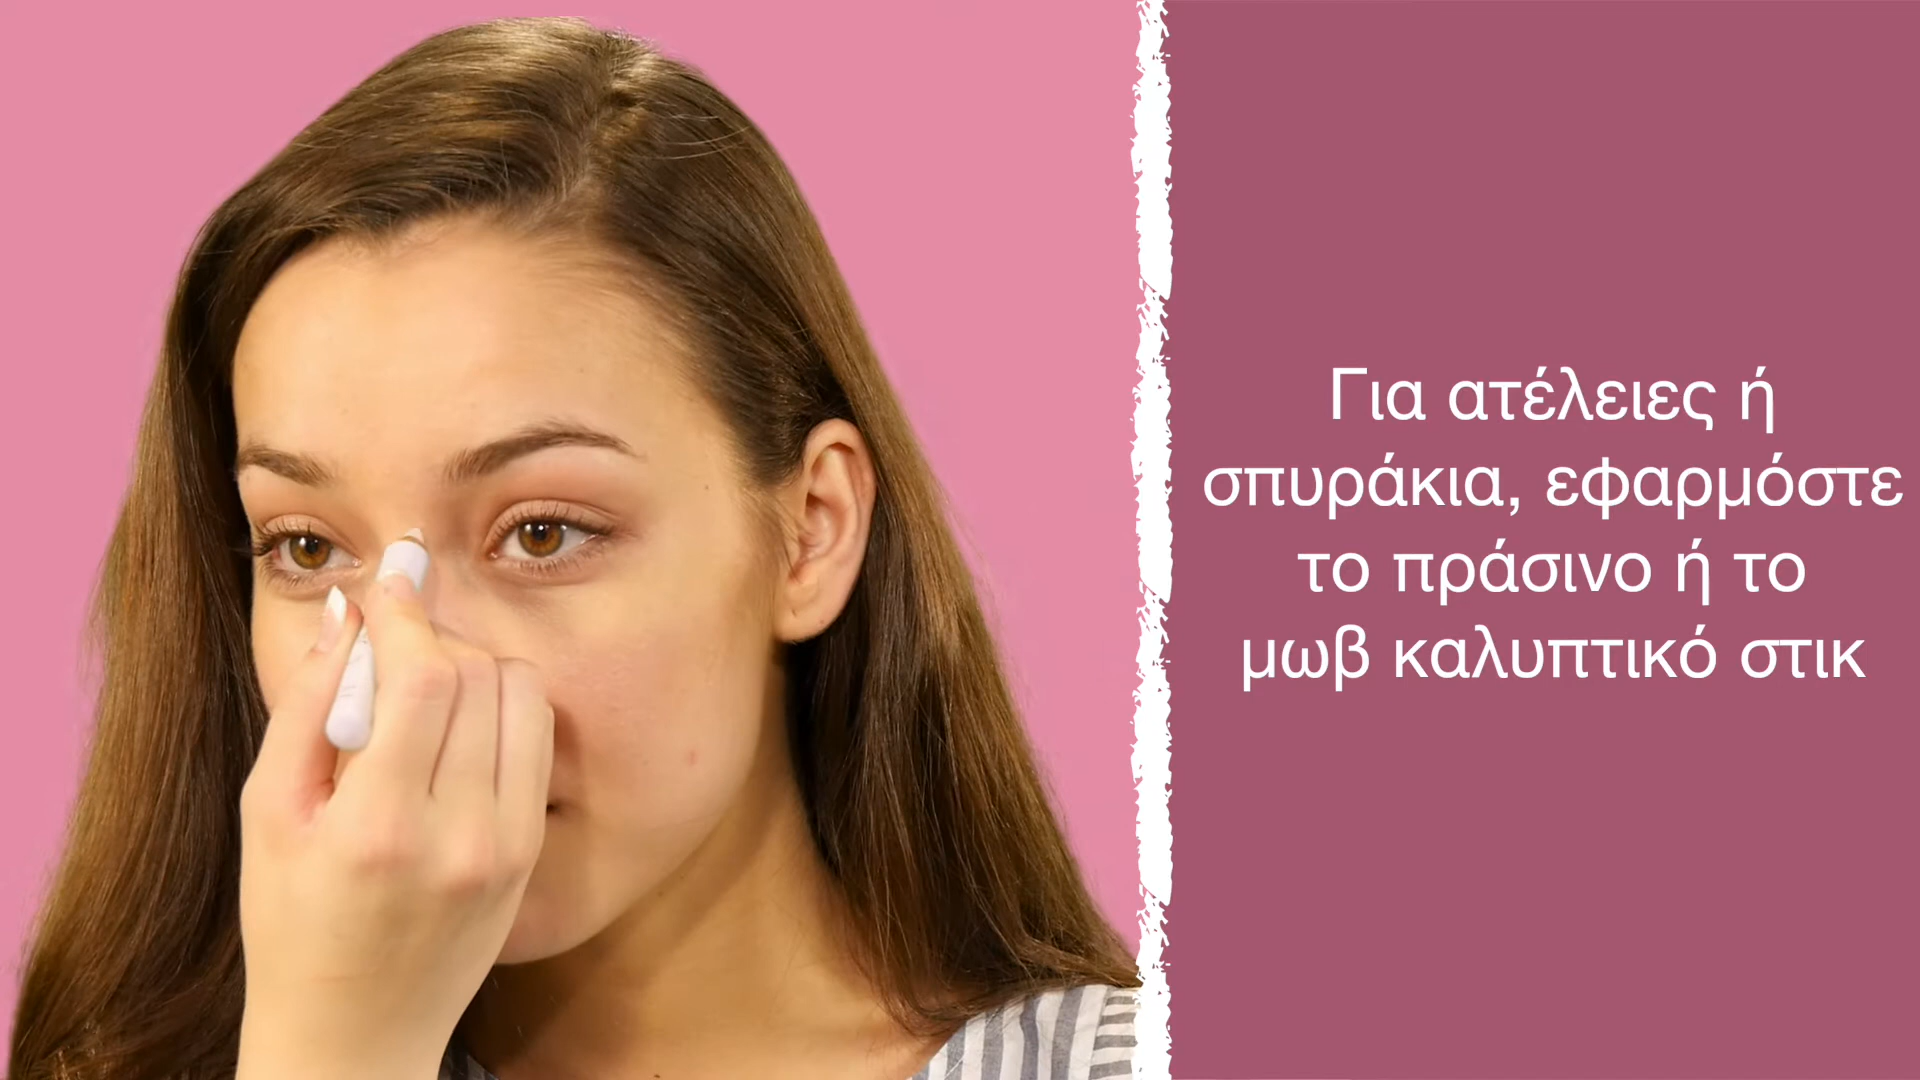 Για ατέλειες ή
σπυράκια, εφαρμόστε
το πράσινο ή το
μωβ καλυπτικό στικ